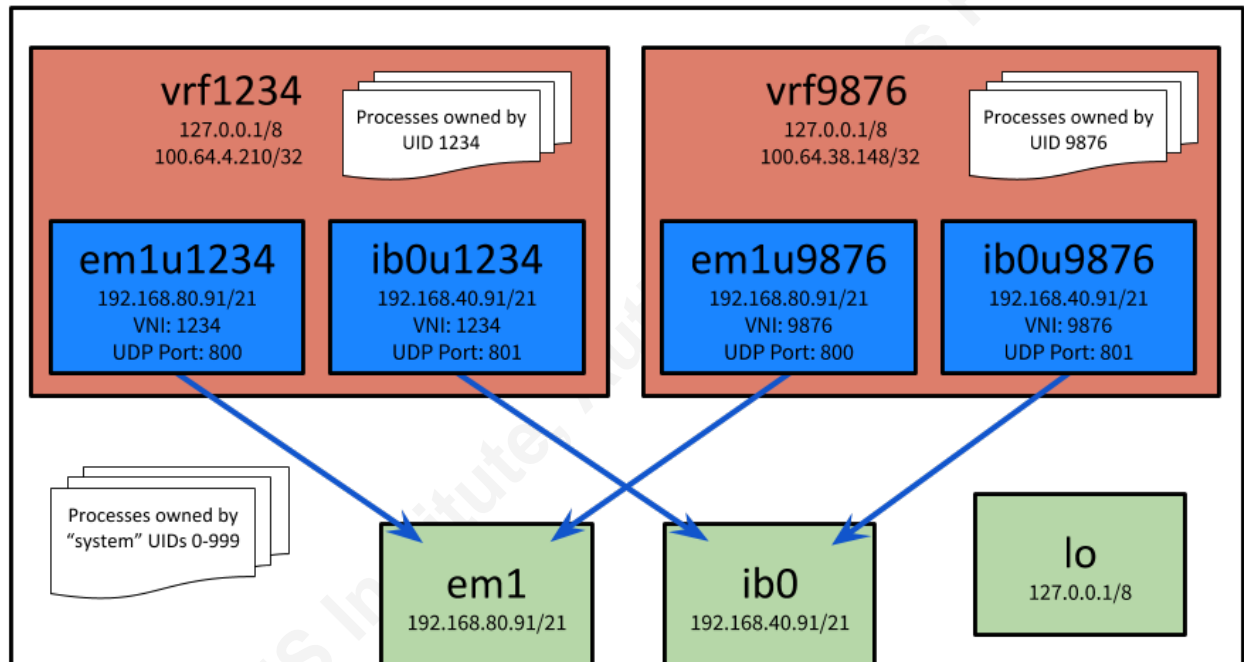 vrf1234
127.0.0.1/8
100.64.4.210/32
Processes owned by
UID 1234
em1u1234
192.168.80.91/21
VNI: 1234
UDP Port: 800
ib0u1234
192.168.40.91/21
VNI: 1234
UDP Port: 801
vrf9876
127.0.0.1/8
100.64.38.148/32
Processes owned by
UID 9876
em1u9876
192.168.80.91/21
VNI: 9876
UDP Port: 800
ib0u9876
192.168.40.91/21
VNI: 9876
UDP Port: 801
Processes owned by
“system” UIDs 0-999
em1
192.168.80.91/21
ib0
192.168.40.91/21
lo
127.0.0.1/8